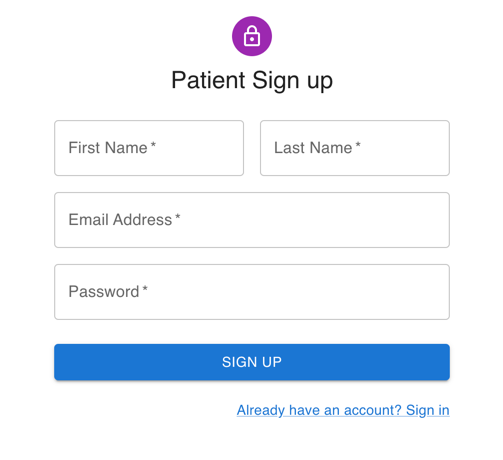 Patient Sign up
First Name *
Last Name *
Email Address *
Password *
SIGN UP
Already have an account? Sign in